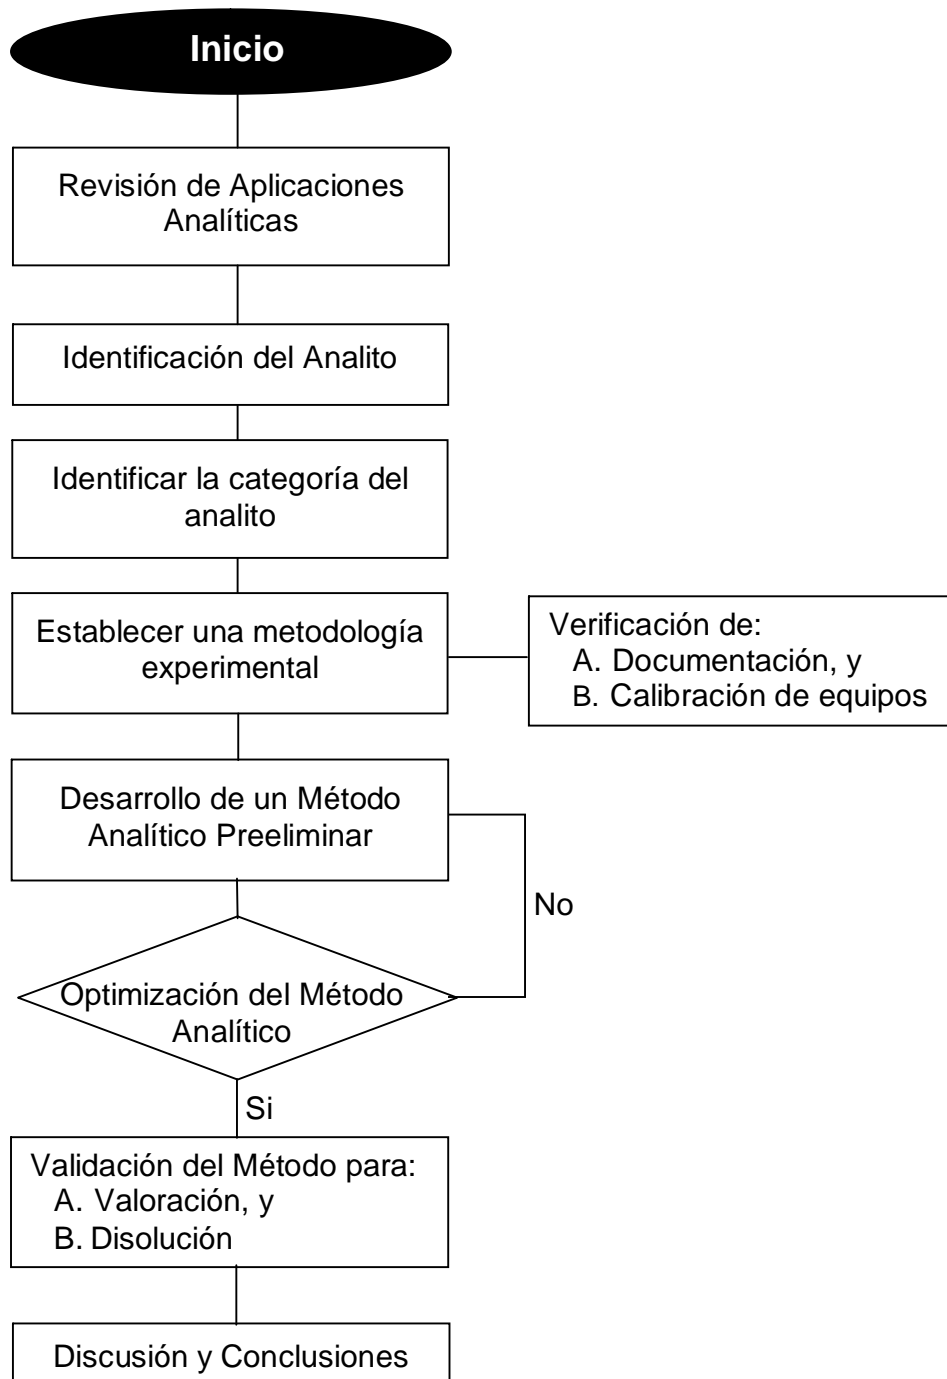 Inicio
Revisión de Aplicaciones
Analíticas
Identificación del Analito
Identificar la categoría del
analito
Establecer una metodología
experimental
Verificación de:
A. Documentación, y
B. Calibración de equipos
Desarrollo de un Método
Analítico Preeliminar
No
Optimización del Método
Analítico
Si
Validación del Método para:
A. Valoración, y
B. Disolución
Discusión y Conclusiones